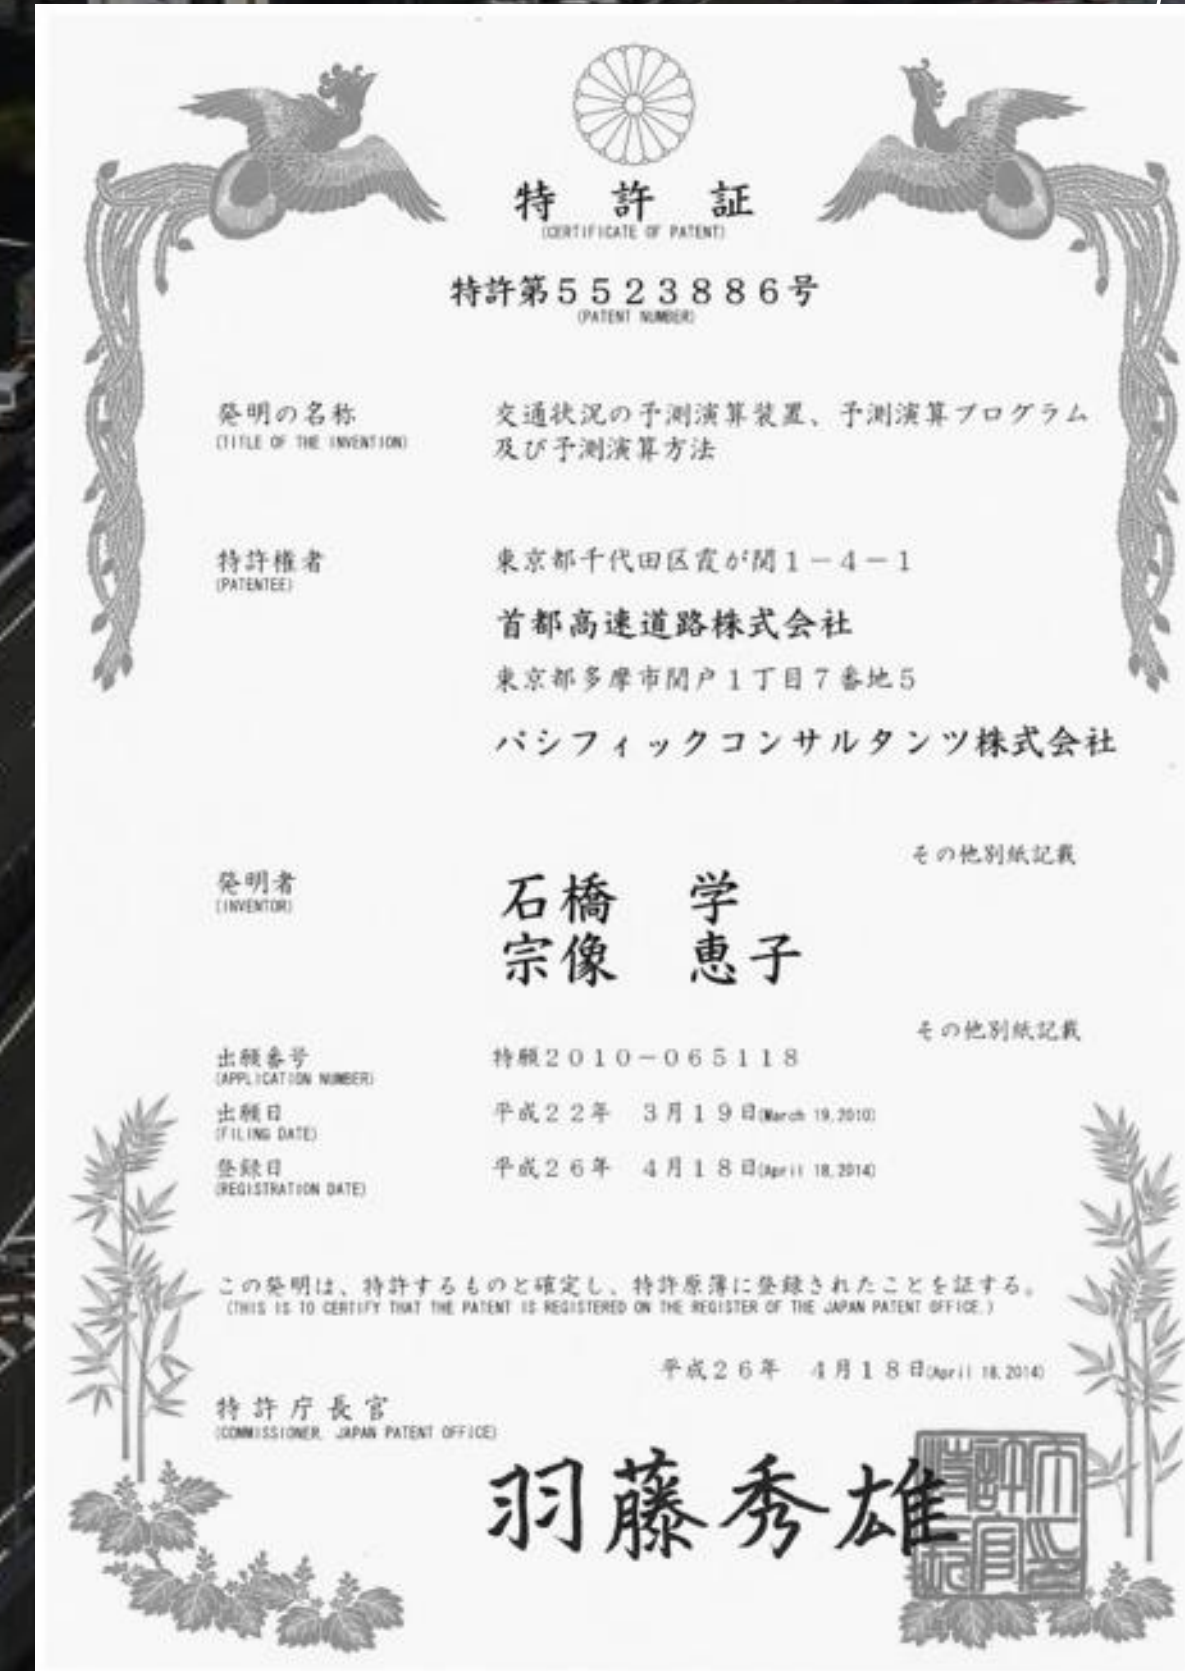 特許証
(CERTIFICATE OF PATENT)
特許第5523886号
(PATENT NUMBER)
発明の名称
(TITLE OF THE INVENTION)
交通状況の予測演算装置、予測演算プログラム
及び予測演算方法
特許権者
(PATENTEE)
東京都千代田区霞が関1-4-1
首都高速道路株式会社
東京都多摩市関戸1丁目7番地5
パシフィックコンサルタンツ株式会社
その他別紙記載
発明者
(INVENTOR)
石橋 学
宗像 恵子
その他別紙記載
出願番号
(APPLICATION NUMBER)
特願2010-065118
出願日
(FILING DATE)
平成22年 3月19日(March 19,2010)
登録日
(REGISTRATION DATE)
平成26年 4月18日(April 18,2014)
この発明は、特許するものと確定し、特許原簿に登録されたことを証する。
(THIS IS TO CERTIFY THAT THE PATENT IS REGISTERED ON THE REGISTER OF THE JAPAN PATENT OFFICE.)
平成26年 4月18日(April 18,2014)
特許庁長官
(COMMISSIONER, JAPAN PATENT OFFICE)
羽藤秀雄